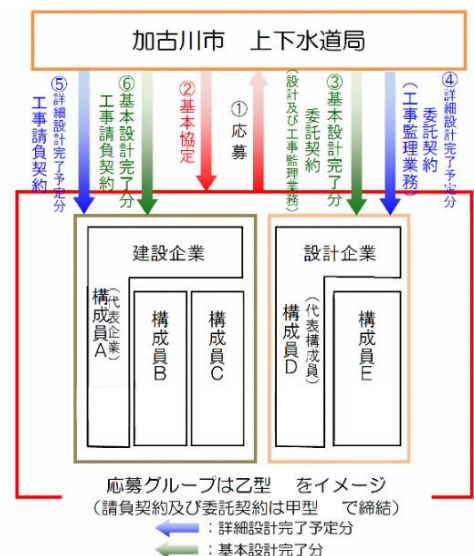 加古川市　上下水道局
⑤詳細設計完了予定分
工事請負契約
⑥基本設計完了分
工事請負契約
②基本協定
①応募
③基本設計完了分
委託契約
(設計及び工事監理業務)
④詳細設計完了予定分
委託契約
(工事監理業務)
建設企業
構成員A
(代表企業)
構成員B
構成員C
設計企業
構成員D
(代表構成員)
構成員E
応募グループは乙型　をイメージ
(請負契約及び委託契約は甲型　で締結)
：詳細設計完了予定分
：基本設計完了分